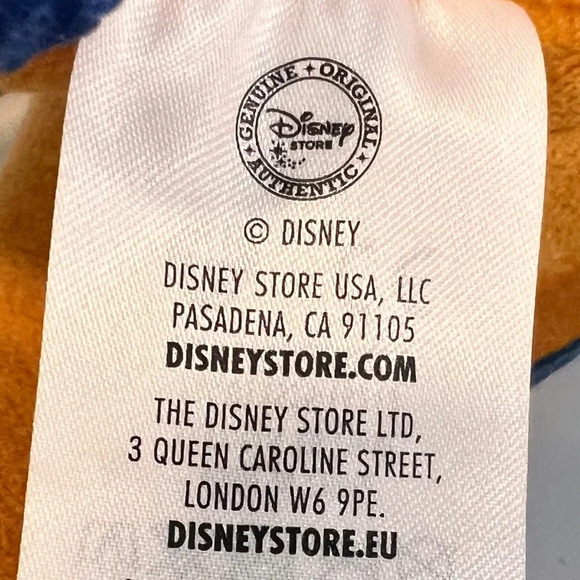 GENUINE ✦ ORIGINAL ✦ AUTHENTIC ✦
Disney
STORE
© DISNEY
DISNEY STORE USA, LLC
PASADENA, CA 91105
DISNEYSTORE.COM
THE DISNEY STORE LTD,
3 QUEEN CAROLINE STREET,
LONDON W6 9PE.
DISNEYSTORE.EU